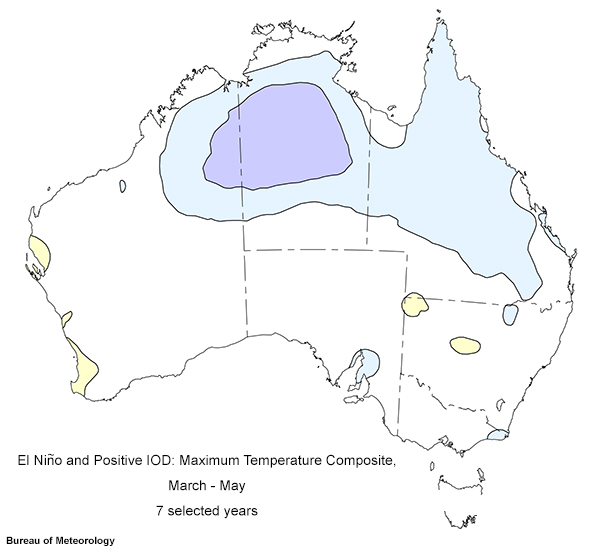 El Niño and Positive IOD: Maximum Temperature Composite,
March - May
7 selected years
Bureau of Meteorology